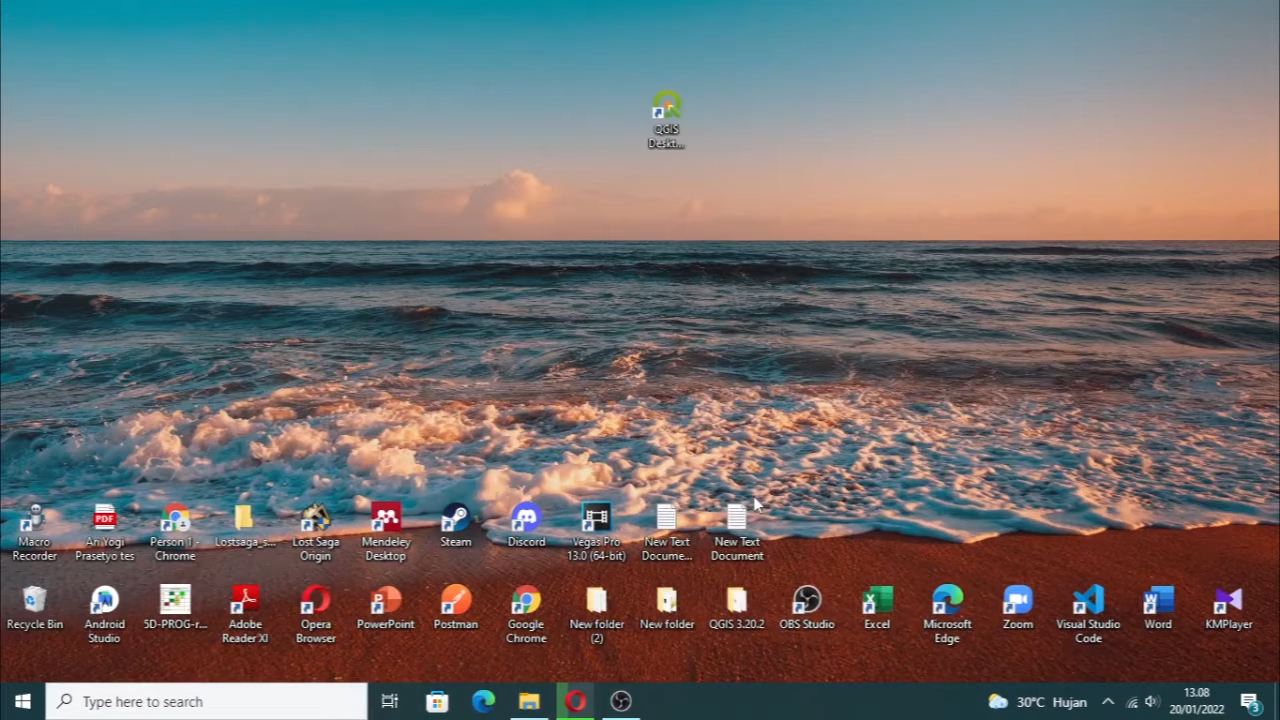 QGIS
Deskt...
Macro
Recorder
PDF
Ari Yogi
Prasetyo tes
Person 1 -
Chrome
Lostsaga_s...
Lost Saga
Origin
Mendeley
Desktop
Steam
Discord
Vegas Pro
13.0 (64-bit)
New Text
Docume...
New Text
Document
Recycle Bin
Android
Studio
5D-PROG-r...
Adobe
Reader XI
Opera
Browser
PowerPoint
Postman
Google
Chrome
New folder
(2)
New folder
QGIS 3.20.2
OBS Studio
Excel
Microsoft
Edge
Zoom
Visual Studio
Code
Word
KMPlayer
Type here to search
30°C Hujan
13.08
20/01/2022
3